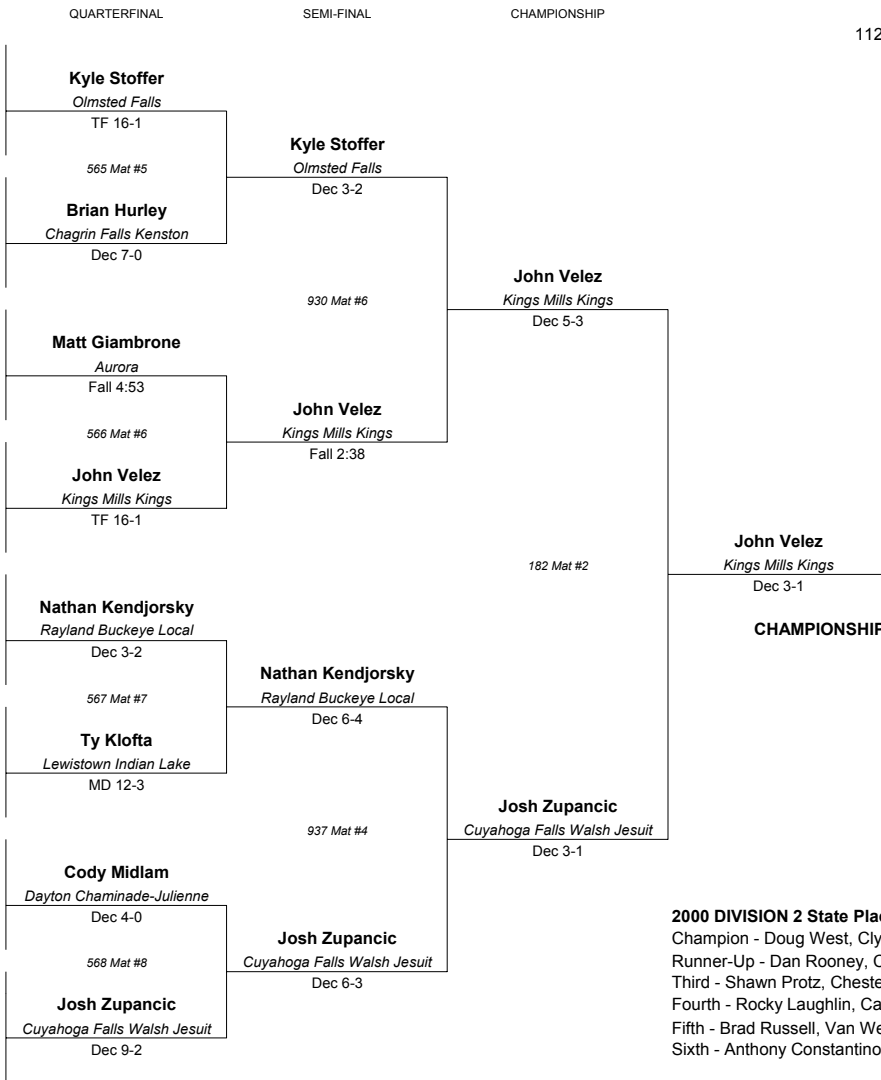 QUARTERFINAL SEMI-FINAL CHAMPIONSHIP
112
Kyle Stoffer
Olmsted Falls
TF 16-1
565 Mat #5
Brian Hurley
Chagrin Falls Kenston
Dec 7-0
Matt Giambrone
Aurora
Fall 4:53
566 Mat #6
John Velez
Kings Mills Kings
TF 16-1
Nathan Kendjorsky
Rayland Buckeye Local
Dec 3-2
567 Mat #7
Ty Klofta
Lewistown Indian Lake
MD 12-3
Cody Midlam
Dayton Chaminade-Julienne
Dec 4-0
568 Mat #8
Josh Zupancic
Cuyahoga Falls Walsh Jesuit
Dec 9-2
Kyle Stoffer
Olmsted Falls
Dec 3-2
930 Mat #6
John Velez
Kings Mills Kings
Fall 2:38
Nathan Kendjorsky
Rayland Buckeye Local
Dec 6-4
937 Mat #4
Josh Zupancic
Cuyahoga Falls Walsh Jesuit
Dec 6-3
John Velez
Kings Mills Kings
Dec 5-3
182 Mat #2
Josh Zupancic
Cuyahoga Falls Walsh Jesuit
Dec 3-1
John Velez
Kings Mills Kings
Dec 3-1
CHAMPIONSHIP
2000 DIVISION 2 State Pla
Champion - Doug West, Cly
Runner-Up - Dan Rooney, C
Third - Shawn Protz, Cheste
Fourth - Rocky Laughlin, Ca
Fifth - Brad Russell, Van We
Sixth - Anthony Constantino